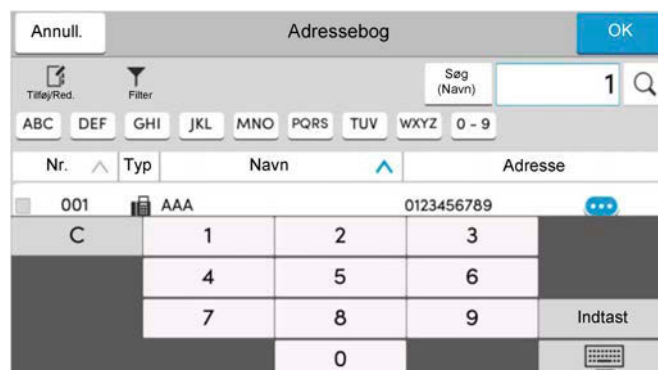 Annull. Adressebog OK
Tilføj/Red. Filter Søg (Navn) 1
ABC DEF GHI JKL MNO PQRS TUV WXYZ 0 - 9
Nr. Typ Navn Adresse
001 AAA 0123456789
C 1 2 3
4 5 6
7 8 9 Indtast
0